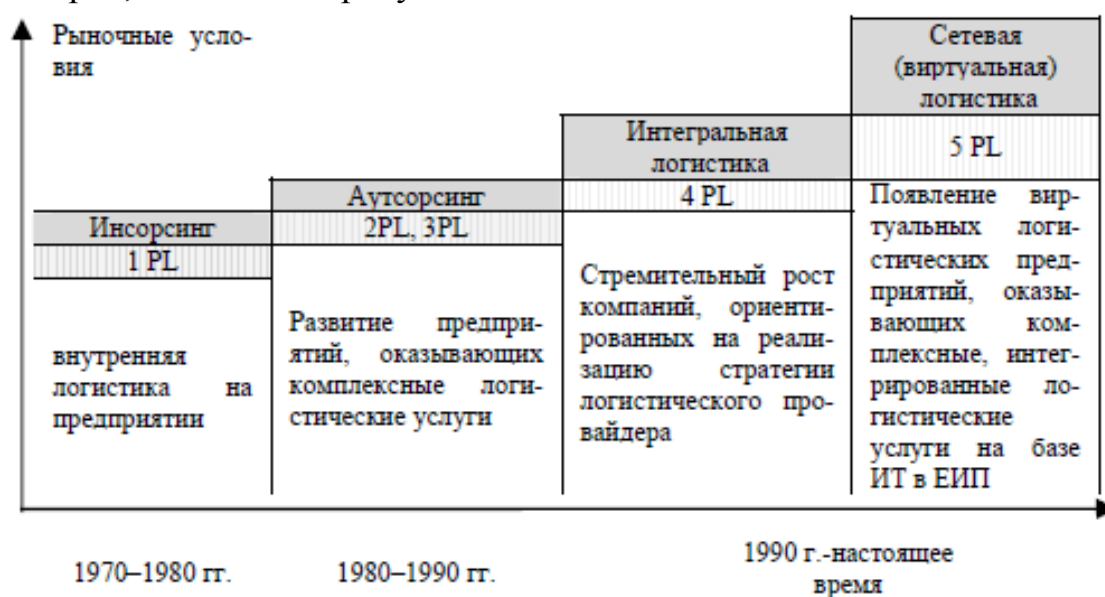 Рыночные усло-
вия
Сетевая
(виртуальная)
логистика
5 PL
Появление вир-
туальных логи-
стических пред-
приятий, оказы-
вающих ком-
плексные, интег-
рированные ло-
гистические
услуги на базе
ИТ в ЕИП
Интегральная
логистика
4 PL
Стремительный рост
компаний, ориенти-
рованных на реали-
зацию стратегии
логистического про-
вайдера
Аутсорсинг
2PL, 3PL
Развитие предпри-
ятий, оказывающих
комплексные логи-
стические услуги
Инсорсинг
1 PL
внутренняя
логистика на
предприятии
1970–1980 гг.
1980–1990 гг.
1990 г.-настоящее
время